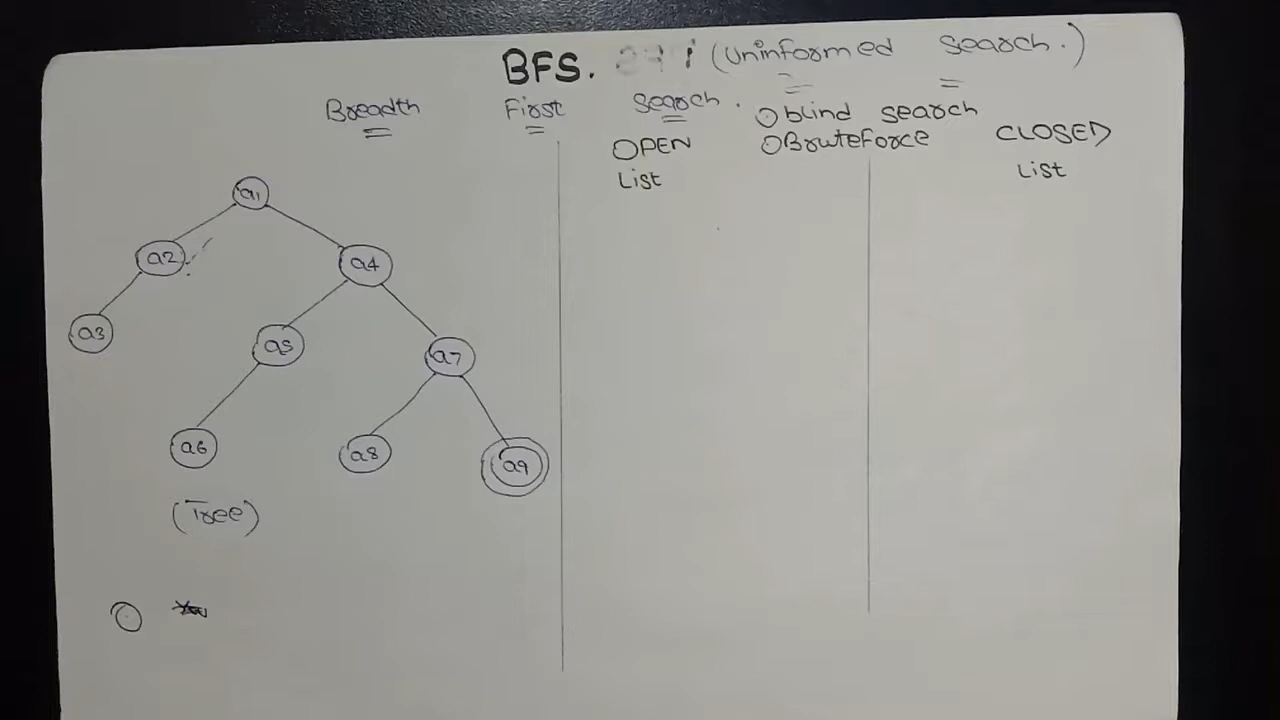 BFS. (Uninformed search.)
Breadth First search.
blind search
OPEN BruteForce CLOSED
List List
a1
a2 a4
a3 a5 a7
a6 a8 a9
(Tree)